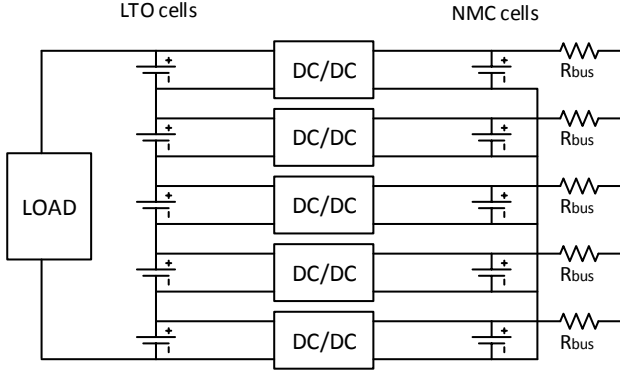 LTO cells
NMC cells
DC/DC
Rbus
DC/DC
Rbus
LOAD
DC/DC
Rbus
DC/DC
Rbus
DC/DC
Rbus